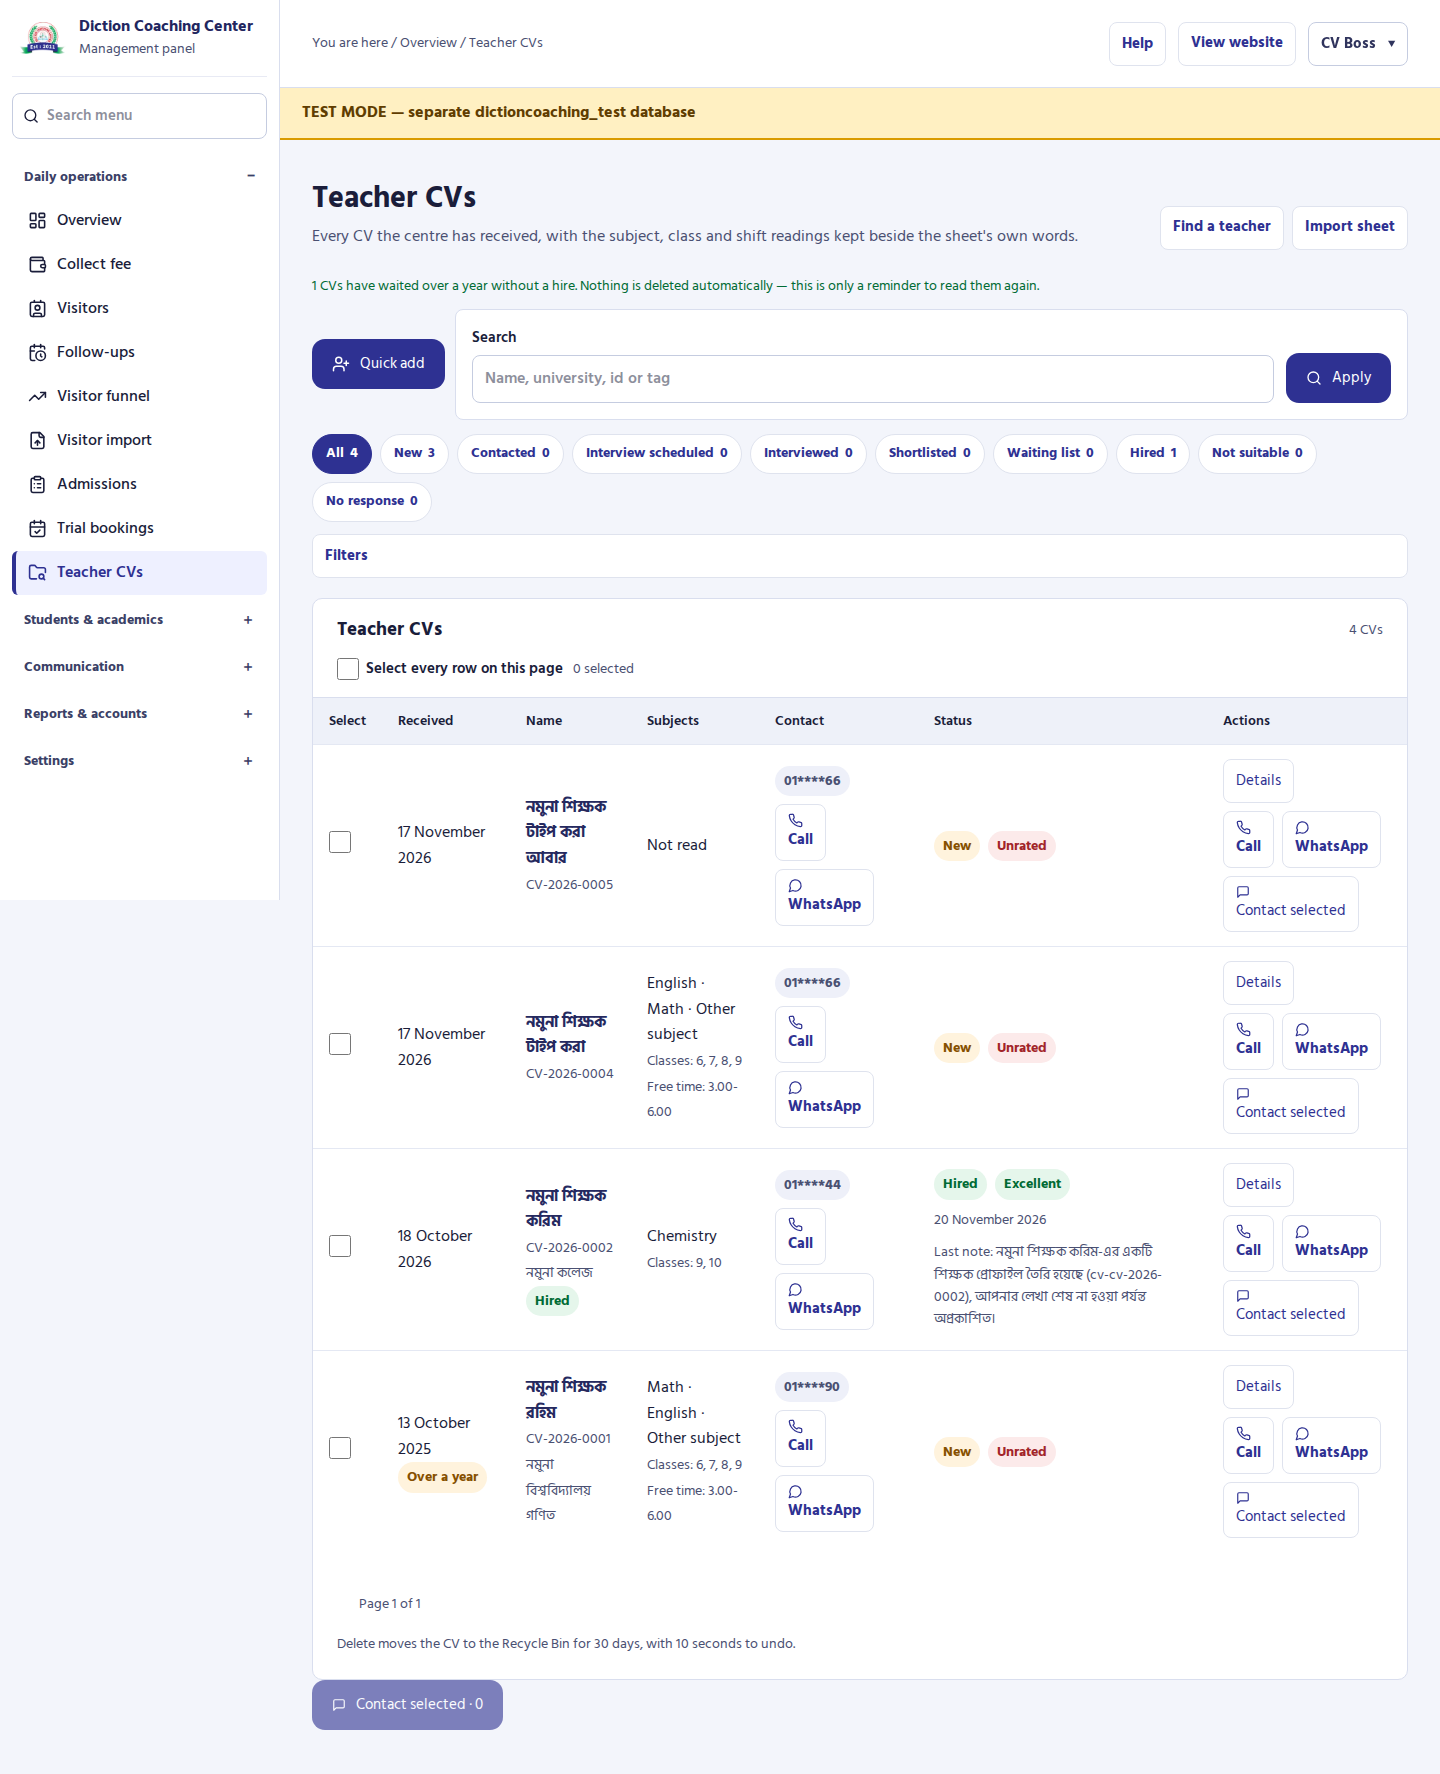 Diction Coaching Center
Management panel
Est : 2011
Search menu
Daily operations −
Overview
Collect fee
Visitors
Follow-ups
Visitor funnel
Visitor import
Admissions
Trial bookings
Teacher CVs
Students & academics +
Communication +
Reports & accounts +
Settings +
You are here / Overview / Teacher CVs
Help
View website
CV Boss ▼
TEST MODE — separate dictioncoaching_test database
Teacher CVs
Every CV the centre has received, with the subject, class and shift readings kept beside the sheet's own words.
Find a teacher
Import sheet
1 CVs have waited over a year without a hire. Nothing is deleted automatically — this is only a reminder to read them again.
Quick add
Search
Name, university, id or tag
Apply
All 4
New 3
Contacted 0
Interview scheduled 0
Interviewed 0
Shortlisted 0
Waiting list 0
Hired 1
Not suitable 0
No response 0
Filters
Teacher CVs
4 CVs
Select every row on this page 0 selected
Select Received Name Subjects Contact Status Actions
17 November
2026
নমুনা শিক্ষক
টাইপ করা
আবার
CV-2026-0005
Not read
01****66
Call
WhatsApp
New Unrated
Details
Call
WhatsApp
Contact selected
17 November
2026
নমুনা শিক্ষক
টাইপ করা
CV-2026-0004
English ·
Math · Other
subject
Classes: 6, 7, 8, 9
Free time: 3.00-
6.00
01****66
Call
WhatsApp
New Unrated
Details
Call
WhatsApp
Contact selected
18 October
2026
নমুনা শিক্ষক
করিম
CV-2026-0002
নমুনা কলেজ
Hired
Chemistry
Classes: 9, 10
01****44
Call
WhatsApp
Hired Excellent
20 November 2026
Last note: নমুনা শিক্ষক করিম-এর একটি
শিক্ষক প্রোফাইল তৈরি হয়েছে (cv-cv-2026-
0002), আপনার লেখা শেষ না হওয়া পর্যন্ত
অপ্রকাশিত।
Details
Call
WhatsApp
Contact selected
13 October
2025
Over a year
নমুনা শিক্ষক
রহিম
CV-2026-0001
নমুনা
বিশ্ববিদ্যালয়
গণিত
Math ·
English ·
Other subject
Classes: 6, 7, 8, 9
Free time: 3.00-
6.00
01****90
Call
WhatsApp
New Unrated
Details
Call
WhatsApp
Contact selected
Page 1 of 1
Delete moves the CV to the Recycle Bin for 30 days, with 10 seconds to undo.
Contact selected · 0